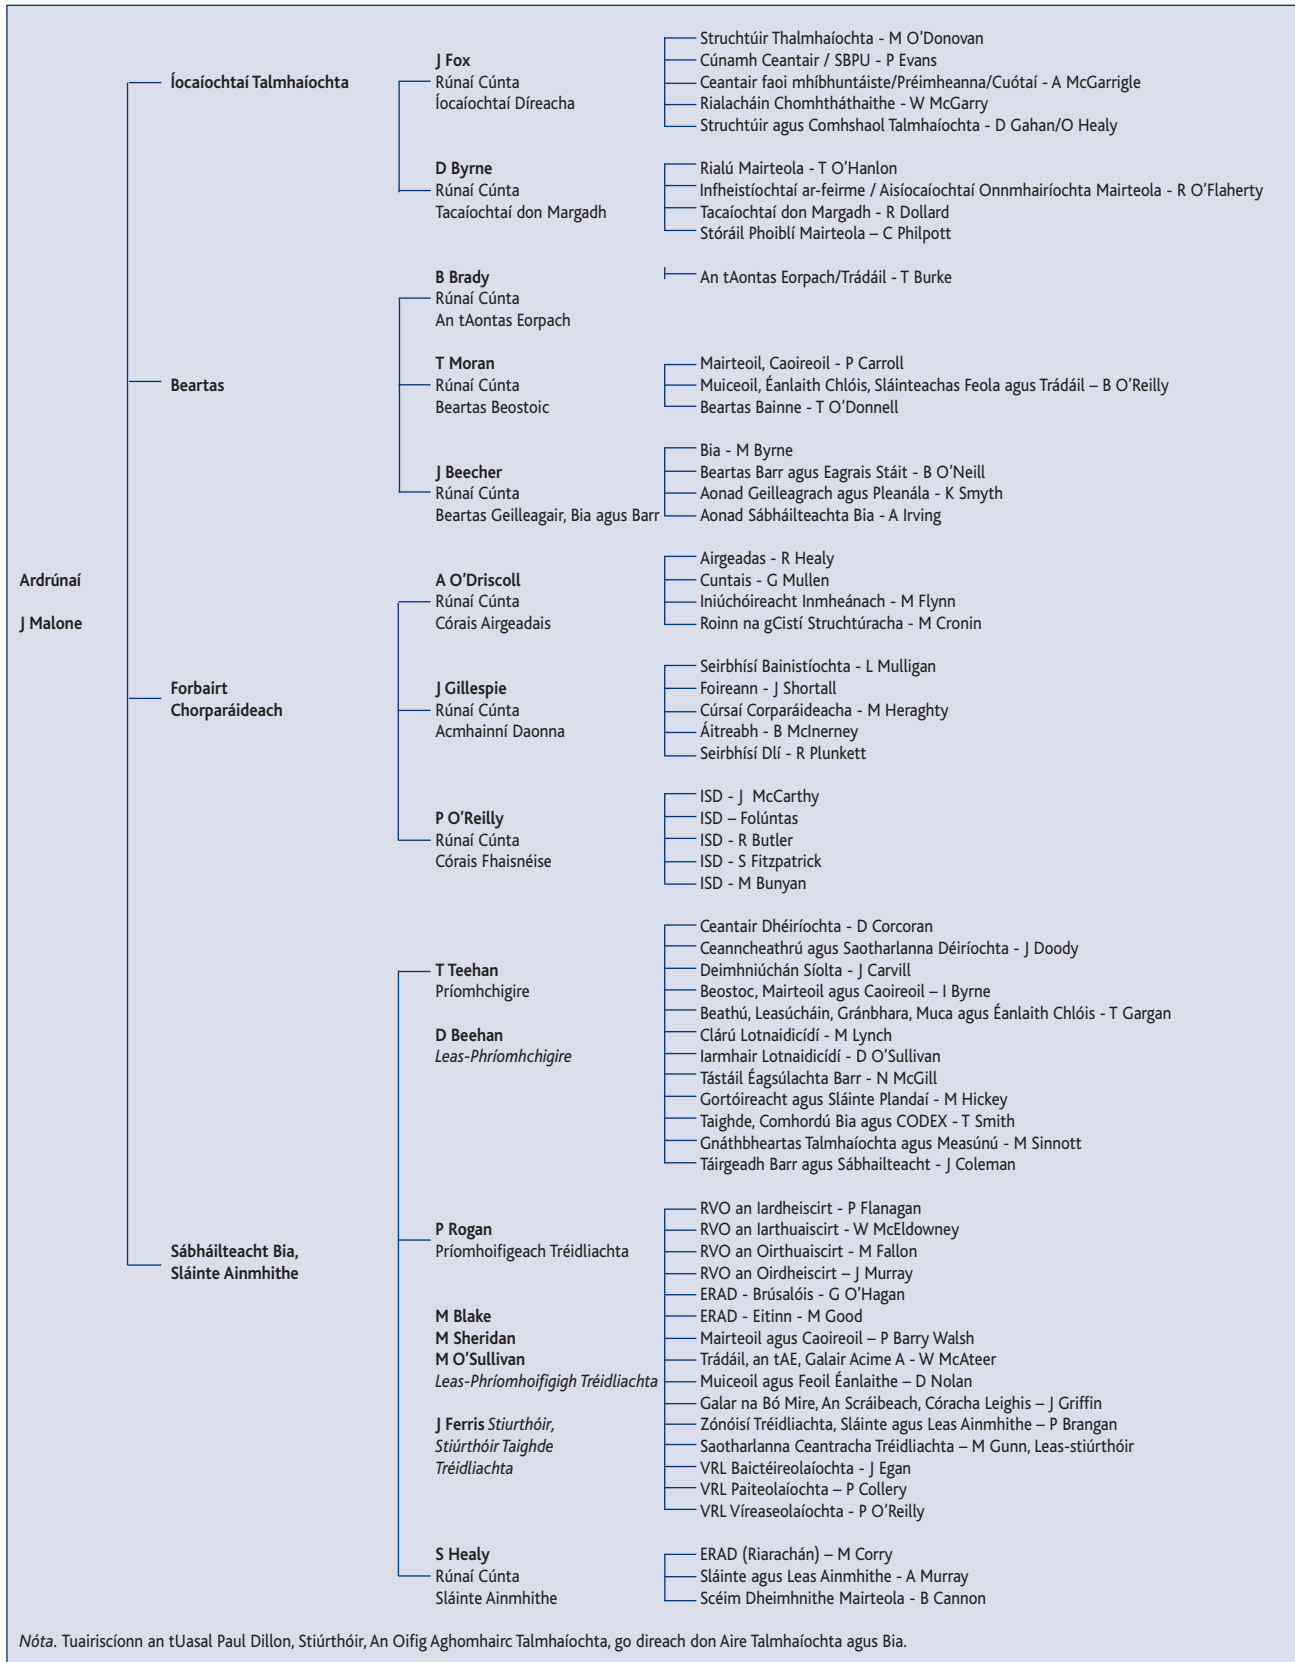 Ardrúnaí
J Malone
Íocaíochtaí Talmhaíochta
J Fox
Rúnaí Cúnta
Íocaíochtaí Díreacha
Struchtúir Thalmhaíochta - M O'Donovan
Cúnamh Ceantair / SBPU - P Evans
Ceantair faoi mhíbhuntáiste/Préimheanna/Cuótaí - A McGarrigle
Rialacháin Chomhtháthaithe - W McGarry
Struchtúir agus Comhshaol Talmhaíochta - D Gahan/O Healy
D Byrne
Rúnaí Cúnta
Tacaíochtaí don Margadh
Rialú Mairteola - T O'Hanlon
Infheistíochtaí ar-feirme / Aisíocaíochtaí Onnmhairíochta Mairteola - R O'Flaherty
Tacaíochtaí don Margadh - R Dollard
Stóráil Phoiblí Mairteola – C Philpott
Beartas
B Brady
Rúnaí Cúnta
An tAontas Eorpach
An tAontas Eorpach/Trádáil - T Burke
T Moran
Rúnaí Cúnta
Beartas Beostoic
Mairteoil, Caoireoil - P Carroll
Muiceoil, Éanlaith Chlóis, Sláinteachas Feola agus Trádáil – B O'Reilly
Beartas Bainne - T O'Donnell
J Beecher
Rúnaí Cúnta
Beartas Geilleagair, Bia agus Barr
Bia - M Byrne
Beartas Barr agus Eagrais Stáit - B O'Neill
Aonad Geilleagrach agus Pleanála - K Smyth
Aonad Sábháilteachta Bia - A Irving
Forbairt
Chorparáideach
A O'Driscoll
Rúnaí Cúnta
Córais Airgeadais
Airgeadas - R Healy
Cuntais - G Mullen
Iniúchóireacht Inmheánach - M Flynn
Roinn na gCistí Struchtúracha - M Cronin
J Gillespie
Rúnaí Cúnta
Acmhainní Daonna
Seirbhísí Bainistíochta - L Mulligan
Foireann - J Shortall
Cúrsaí Corparáideacha - M Heraghty
Áitreabh - B McInerney
Seirbhísí Dlí - R Plunkett
P O'Reilly
Rúnaí Cúnta
Córais Fhaisnéise
ISD - J McCarthy
ISD – Folúntas
ISD - R Butler
ISD - S Fitzpatrick
ISD - M Bunyan
Sábháilteacht Bia,
Sláinte Ainmhithe
T Teehan
Príomhchigire
D Beehan
Leas-Phríomhchigire
Ceantair Dhéiríochta - D Corcoran
Ceanncheathrú agus Saotharlanna Déiríochta - J Doody
Deimhniúchán Síolta - J Carvill
Beostoc, Mairteoil agus Caoireoil – I Byrne
Beathú, Leasúcháin, Gránbhara, Muca agus Éanlaith Chlóis - T Gargan
Clárú Lotnaidicídí - M Lynch
Iarmhair Lotnaidicídí - D O'Sullivan
Tástáil Éagsúlachta Barr - N McGill
Gortóireacht agus Sláinte Plandaí - M Hickey
Taighde, Comhordú Bia agus CODEX - T Smith
Gnáthbheartas Talmhaíochta agus Measúnú - M Sinnott
Táirgeadh Barr agus Sábhailteacht - J Coleman
P Rogan
Príomhoifigeach Tréidliachta
M Blake
M Sheridan
M O'Sullivan
Leas-Phríomhoifigigh Tréidliachta
J Ferris Stiurthóir,
Stiúrthóir Taighde
Tréidliachta
RVO an Iardheiscirt - P Flanagan
RVO an Iarthuaiscirt - W McEldowney
RVO an Oirthuaiscirt - M Fallon
RVO an Oirdheiscirt – J Murray
ERAD - Brúsalóis - G O'Hagan
ERAD - Eitinn - M Good
Mairteoil agus Caoireoil – P Barry Walsh
Trádáil, an tAE, Galair Acime A - W McAteer
Muiceoil agus Feoil Éanlaithe – D Nolan
Galar na Bó Mire, An Scráibeach, Córacha Leighis – J Griffin
Zónóisí Tréidliachta, Sláinte agus Leas Ainmhithe – P Brangan
Saotharlanna Ceantracha Tréidliachta – M Gunn, Leas-stiúrthóir
VRL Baictéireolaíochta - J Egan
VRL Paiteolaíochta – P Collery
VRL Víreaseolaíochta - P O'Reilly
S Healy
Rúnaí Cúnta
Sláinte Ainmhithe
ERAD (Riarachán) – M Corry
Sláinte agus Leas Ainmhithe - A Murray
Scéim Dheimhnithe Mairteola - B Cannon
Nóta. Tuairiscíonn an tUasal Paul Dillon, Stiúrthóir, An Oifig Aghomhairc Talmhaíochta, go direach don Aire Talmhaíochta agus Bia.